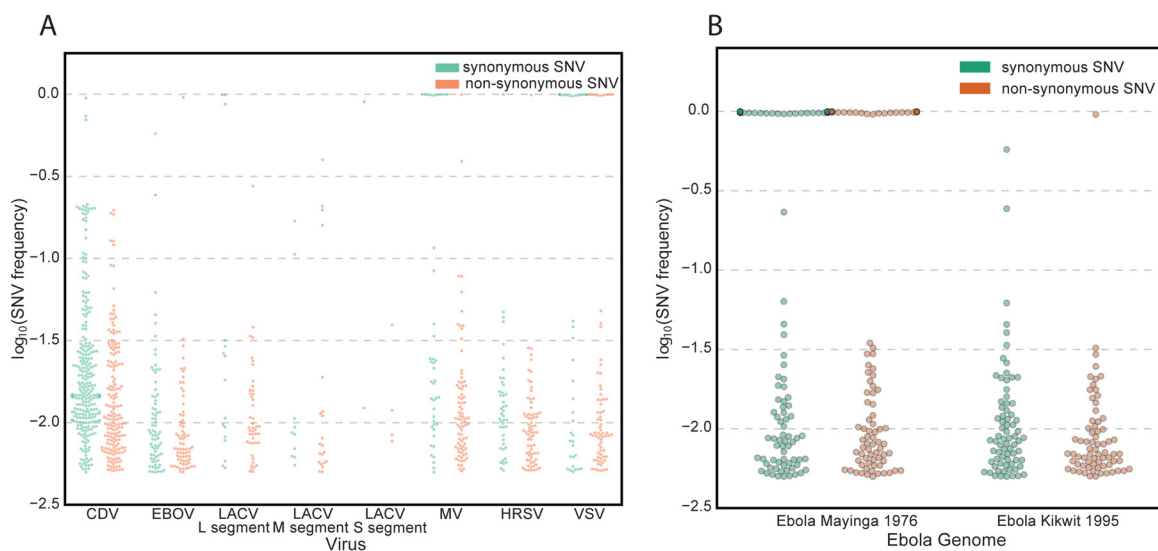 A
synonymous SNV
non-synonymous SNV
0.0
−0.5
−1.0
−1.5
−2.0
−2.5
log10(SNV frequency)
CDV EBOV LACV LACV LACV MV HRSV VSV
L segment M segment S segment
Virus
B
synonymous SNV
non-synonymous SNV
0.0
−0.5
−1.0
−1.5
−2.0
−2.5
log10(SNV frequency)
Ebola Mayinga 1976 Ebola Kikwit 1995
Ebola Genome